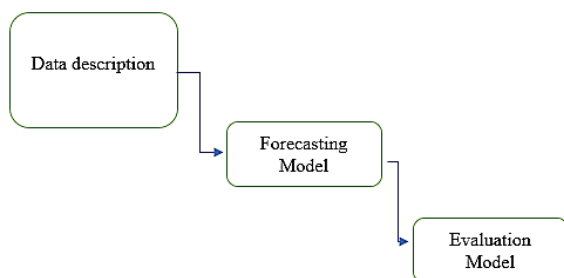 Data description
Forecasting
Model
Evaluation
Model